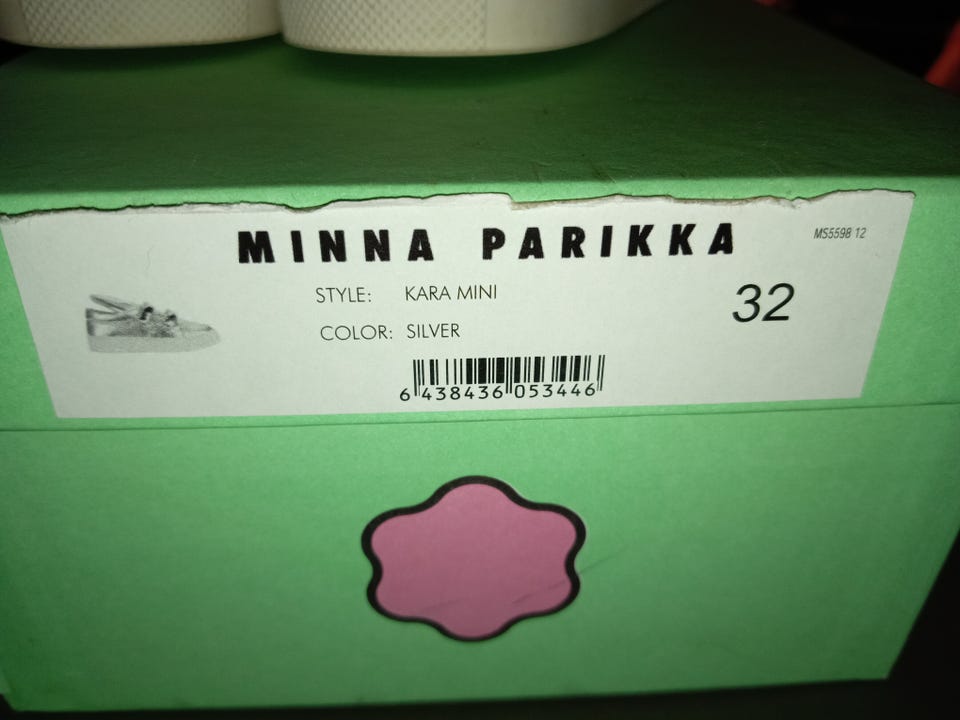 MINNA PARIKKA
MS5598 12
STYLE: KARA MINI
32
COLOR: SILVER
6 438436 053446